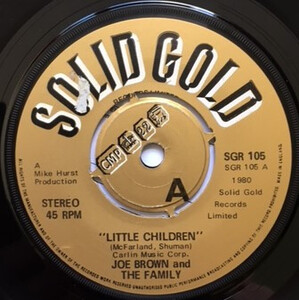 SOLID GOLD
A
Mike Hurst
Production
STEREO
45 RPM
SGR 105
SGR 105 A
℗ 1980
Solid Gold
Records
Limited
A
"LITTLE CHILDREN"
(McFarland, Shuman)
Carlin Music Corp.
JOE BROWN and
THE FAMILY